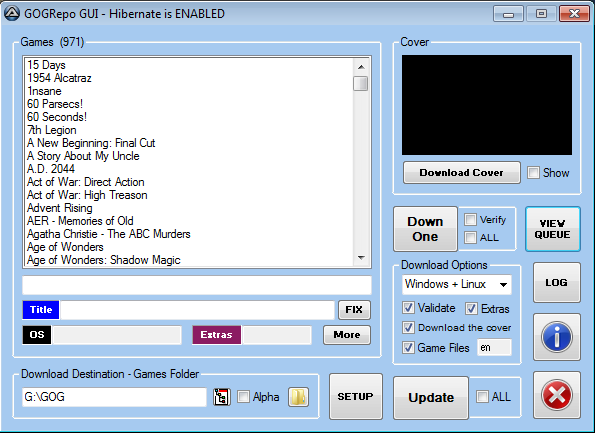 GOGRepo GUI - Hibernate is ENABLED
Games (971)
15 Days
1954 Alcatraz
1nsane
60 Parsecs!
60 Seconds!
7th Legion
A New Beginning: Final Cut
A Story About My Uncle
A.D. 2044
Act of War: Direct Action
Act of War: High Treason
Advent Rising
AER - Memories of Old
Agatha Christie - The ABC Murders
Age of Wonders
Age of Wonders: Shadow Magic
Title
FIX
OS
Extras
More
Download Destination - Games Folder
G:\GOG
Alpha
SETUP
Cover
Download Cover
Show
Down
One
Verify
ALL
VIEW
QUEUE
Download Options
Windows + Linux
Validate
Extras
Download the cover
Game Files
en
LOG
Update
ALL